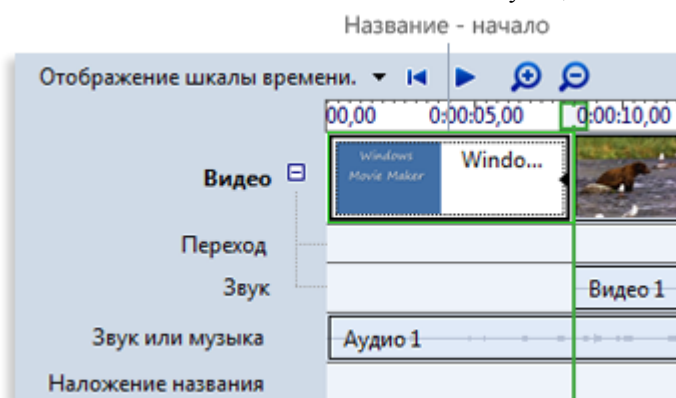 Название - начало
Отображение шкалы времени.
00,00 0:00:05,00 0:00:10,00
Видео
Windows
Movie Maker
Windo...
Переход
Звук
Видео 1
Звук или музыка
Аудио 1
Наложение названия